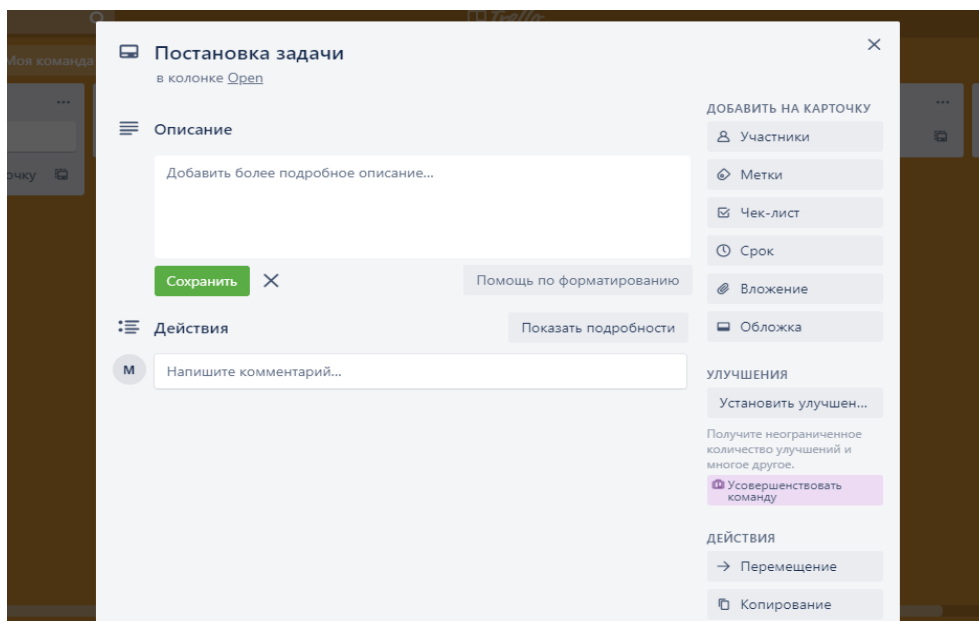 Trello
Моя команда
Постановка задачи
в колонке Open
Описание
Добавить более подробное описание...
Сохранить
Помощь по форматированию
Действия
Показать подробности
М
Напишите комментарий...
ДОБАВИТЬ НА КАРТОЧКУ
Участники
Метки
Чек-лист
Срок
Вложение
Обложка
УЛУЧШЕНИЯ
Установить улучшен...
Получите неограниченное
количество улучшений и
многое другое.
Усовершенствовать
команду
ДЕЙСТВИЯ
Перемещение
Копирование